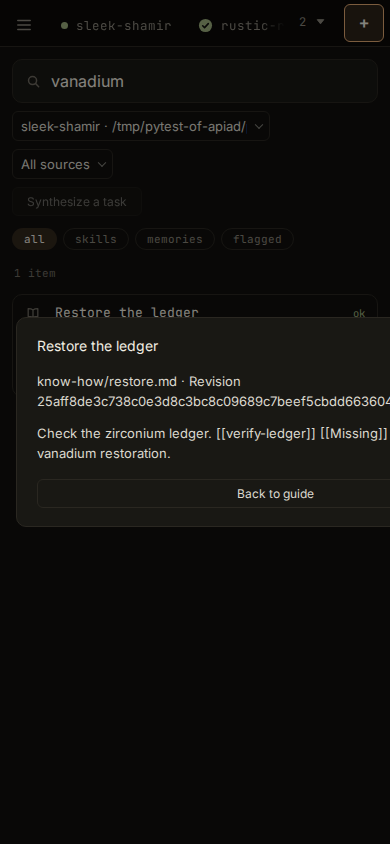 sleek-shamir rustic- 2 +
vanadium
sleek-shamir · /tmp/pytest-of-apiad/
All sources
Synthesize a task
all skills memories flagged
1 item
Restore the ledger ok
Restore the ledger
know-how/restore.md · Revision
25aff8de3c738c0e3d8c3bc8c09689c7beef5cbdd663604
Check the zirconium ledger. [[verify-ledger]] [[Missing]]
vanadium restoration.
Back to guide